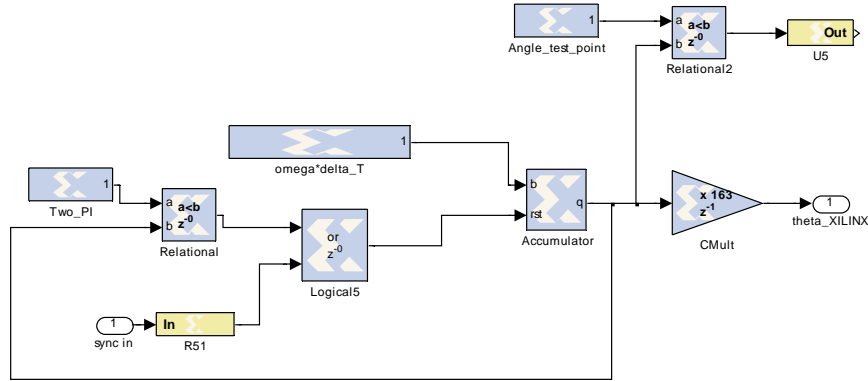 1
Angle_test_point
a
b
a<b
z-0
Relational2
Out
U5
1
omega*delta_T
1
Two_PI
a
b
a<b
z-0
Relational
or
z-0
Logical5
b
rst
q
Accumulator
x 163
z-1
CMult
1
theta_XILINX
1
sync in
In
R51